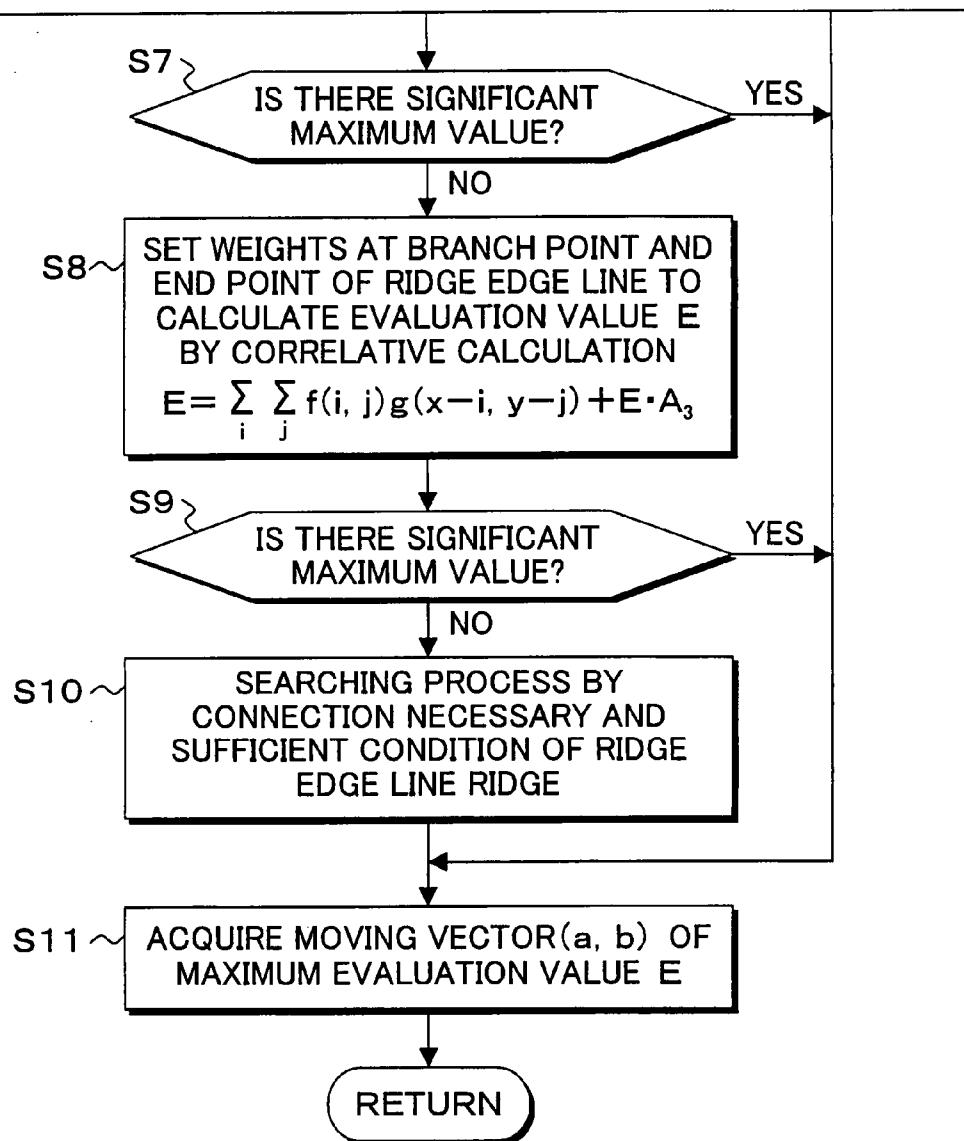 S7
IS THERE SIGNIFICANT
MAXIMUM VALUE?
YES
NO
S8
SET WEIGHTS AT BRANCH POINT AND
END POINT OF RIDGE EDGE LINE TO
CALCULATE EVALUATION VALUE E
BY CORRELATIVE CALCULATION
E=∑∑f(i, j)g(x−i, y−j)+E·A₃
i j
S9
IS THERE SIGNIFICANT
MAXIMUM VALUE?
YES
NO
S10
SEARCHING PROCESS BY
CONNECTION NECESSARY AND
SUFFICIENT CONDITION OF RIDGE
EDGE LINE RIDGE
S11
ACQUIRE MOVING VECTOR(a, b) OF
MAXIMUM EVALUATION VALUE E
RETURN